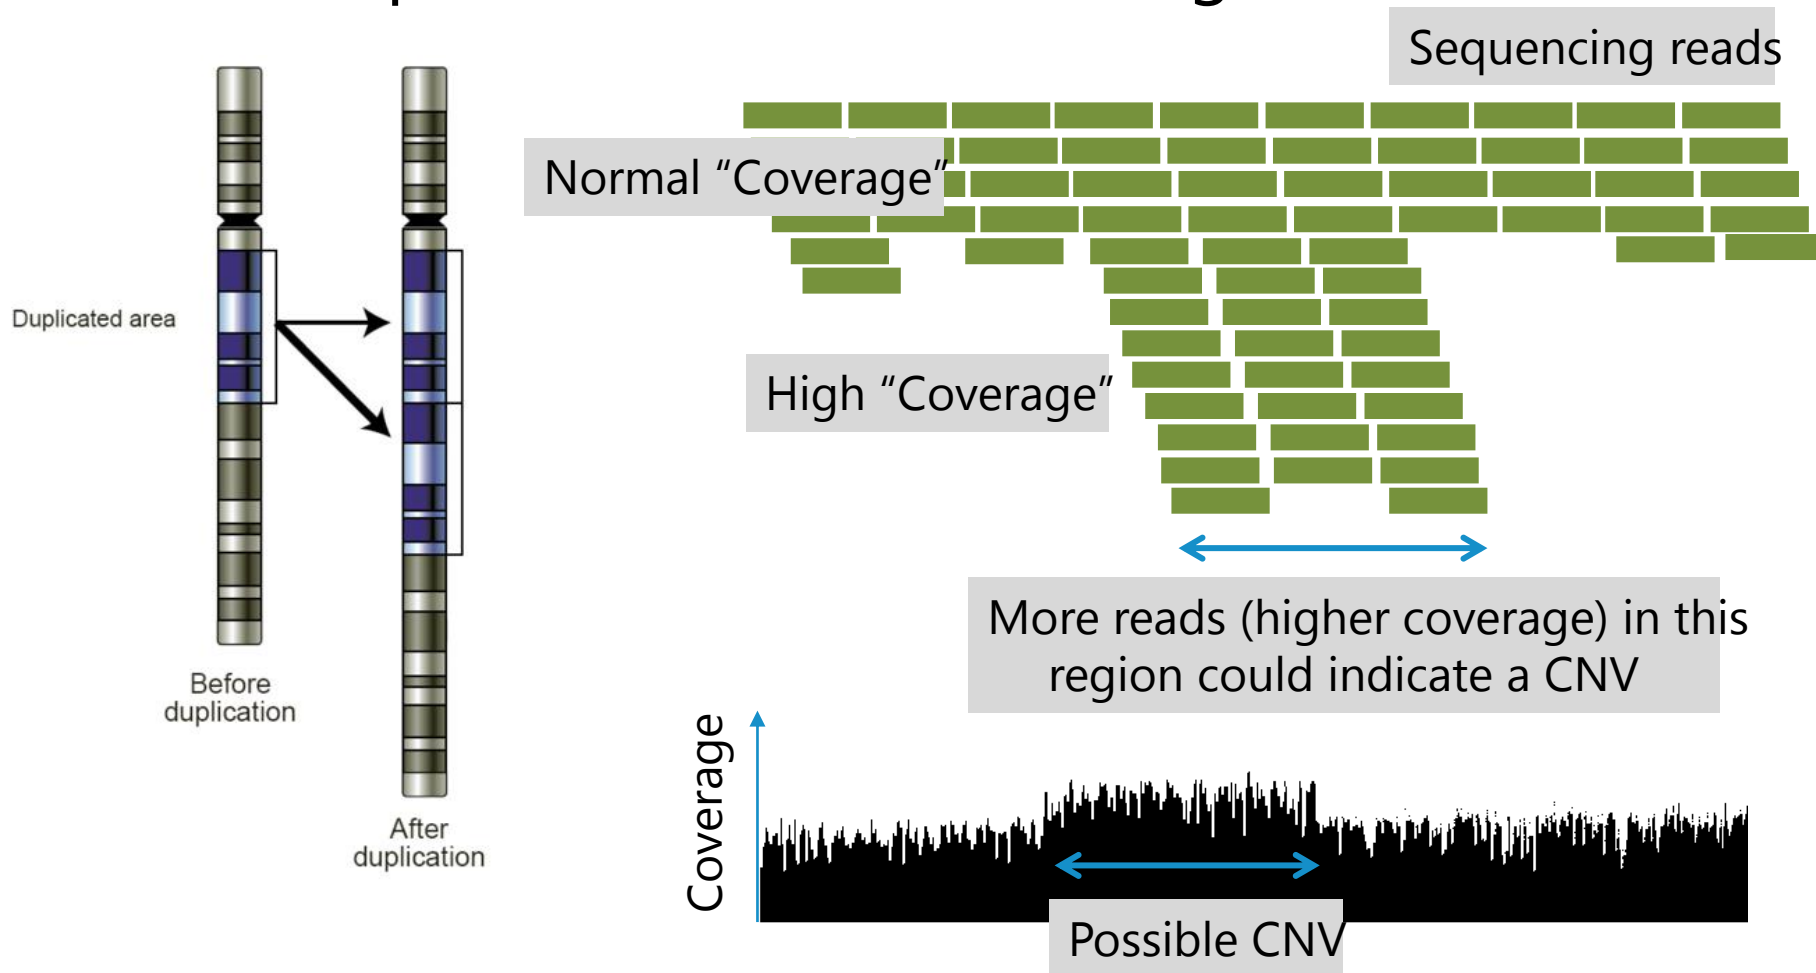 Sequencing reads
Normal “Coverage”
Duplicated area
High “Coverage”
More reads (higher coverage) in this
region could indicate a CNV
Before
duplication
After
duplication
Coverage
Possible CNV